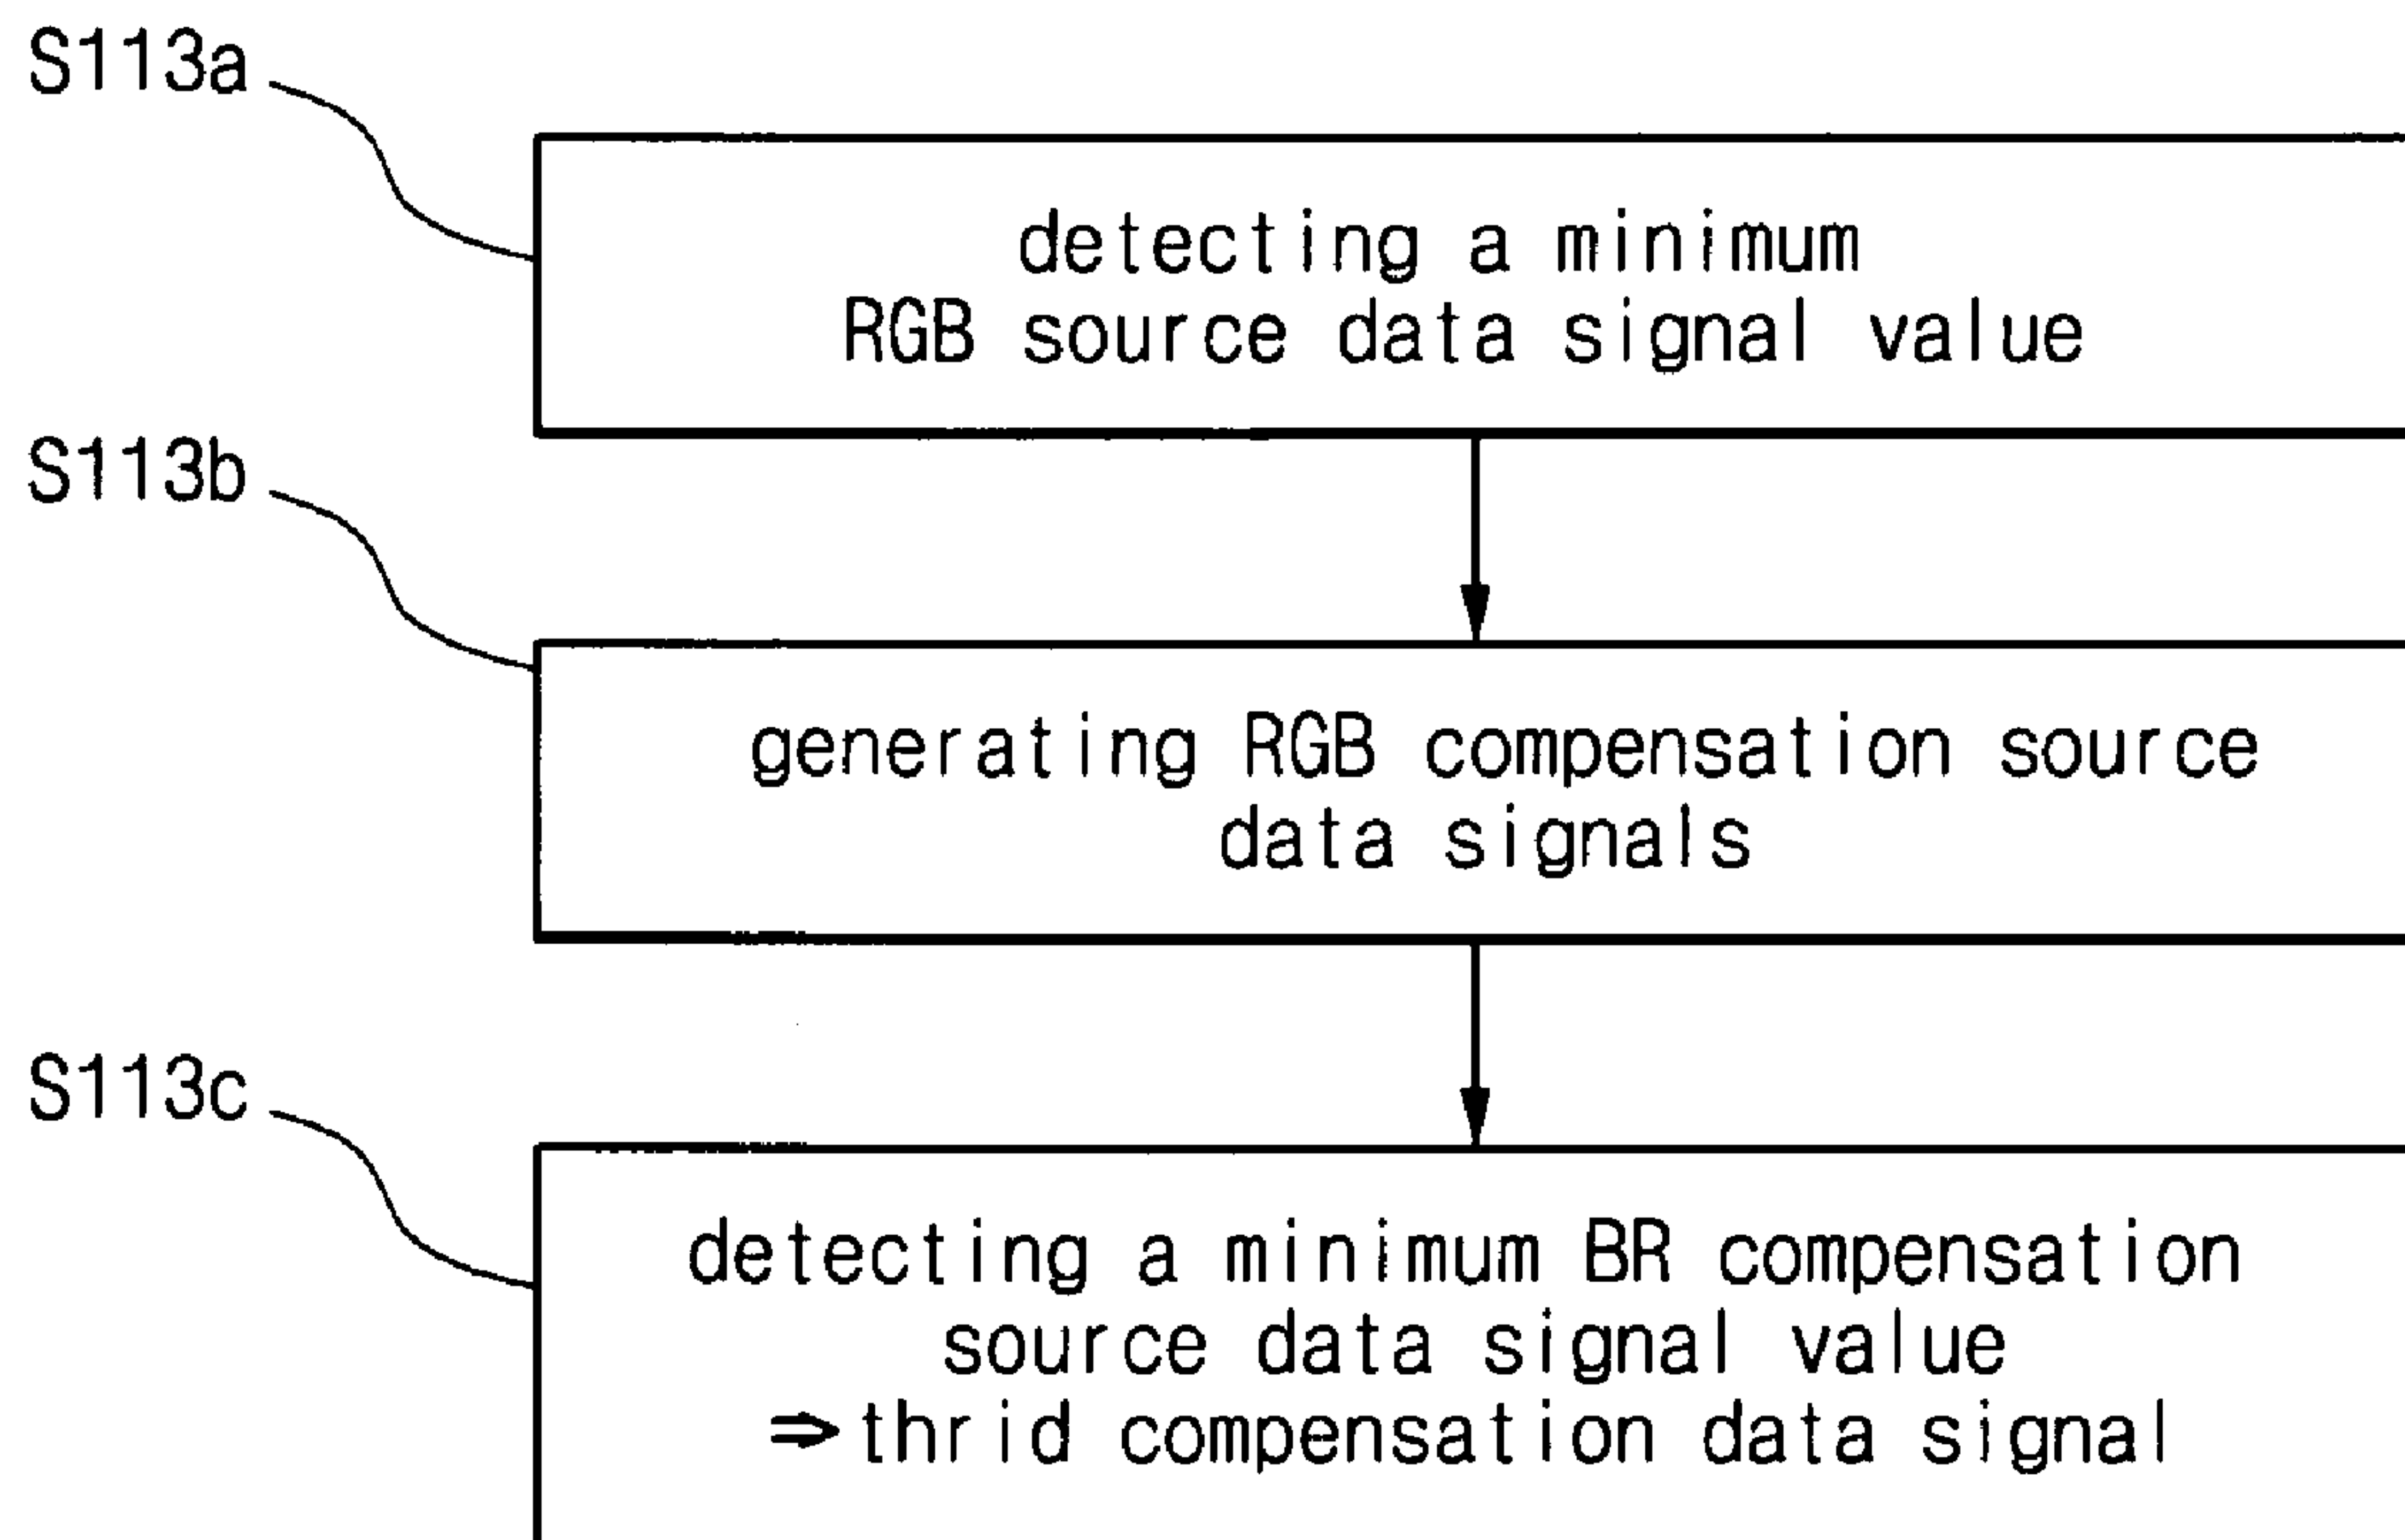 S113a
detecting a minimum
RGB source data signal value
S113b
generating RGB compensation source
data signals
S113c
detecting a minimum BR compensation
source data signal value
⇒thrid compensation data signal